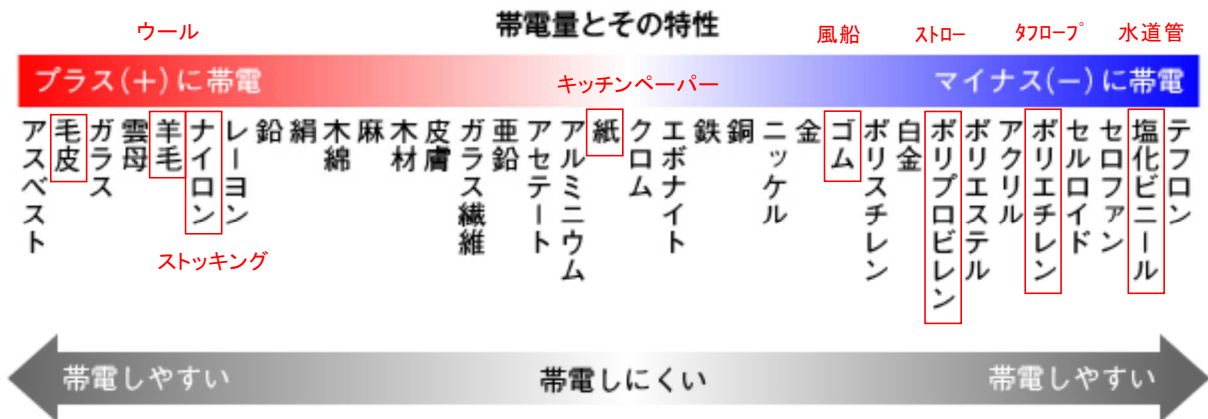 帯電量とその特性
ウール
風船
ストロー
タフロープ
水道管
プラス(+)に帯電
キッチンペーパー
マイナス(-)に帯電
アスベスト
毛皮
ガラス
雲母
羊毛
ナイロン
レーヨン
鉛
絹
木綿
麻
木材
皮膚
ガラス繊維
亜鉛
アセテート
アルミニウム
紙
クロム
エボナイト
鉄
銅
ニッケル
金
ゴム
ポリスチレン
白金
ポリプロピレン
ポリエステル
アクリル
ポリエチレン
セルロイド
セロファン
塩化ビニール
テフロン
ストッキング
帯電しやすい
帯電しにくい
帯電しやすい